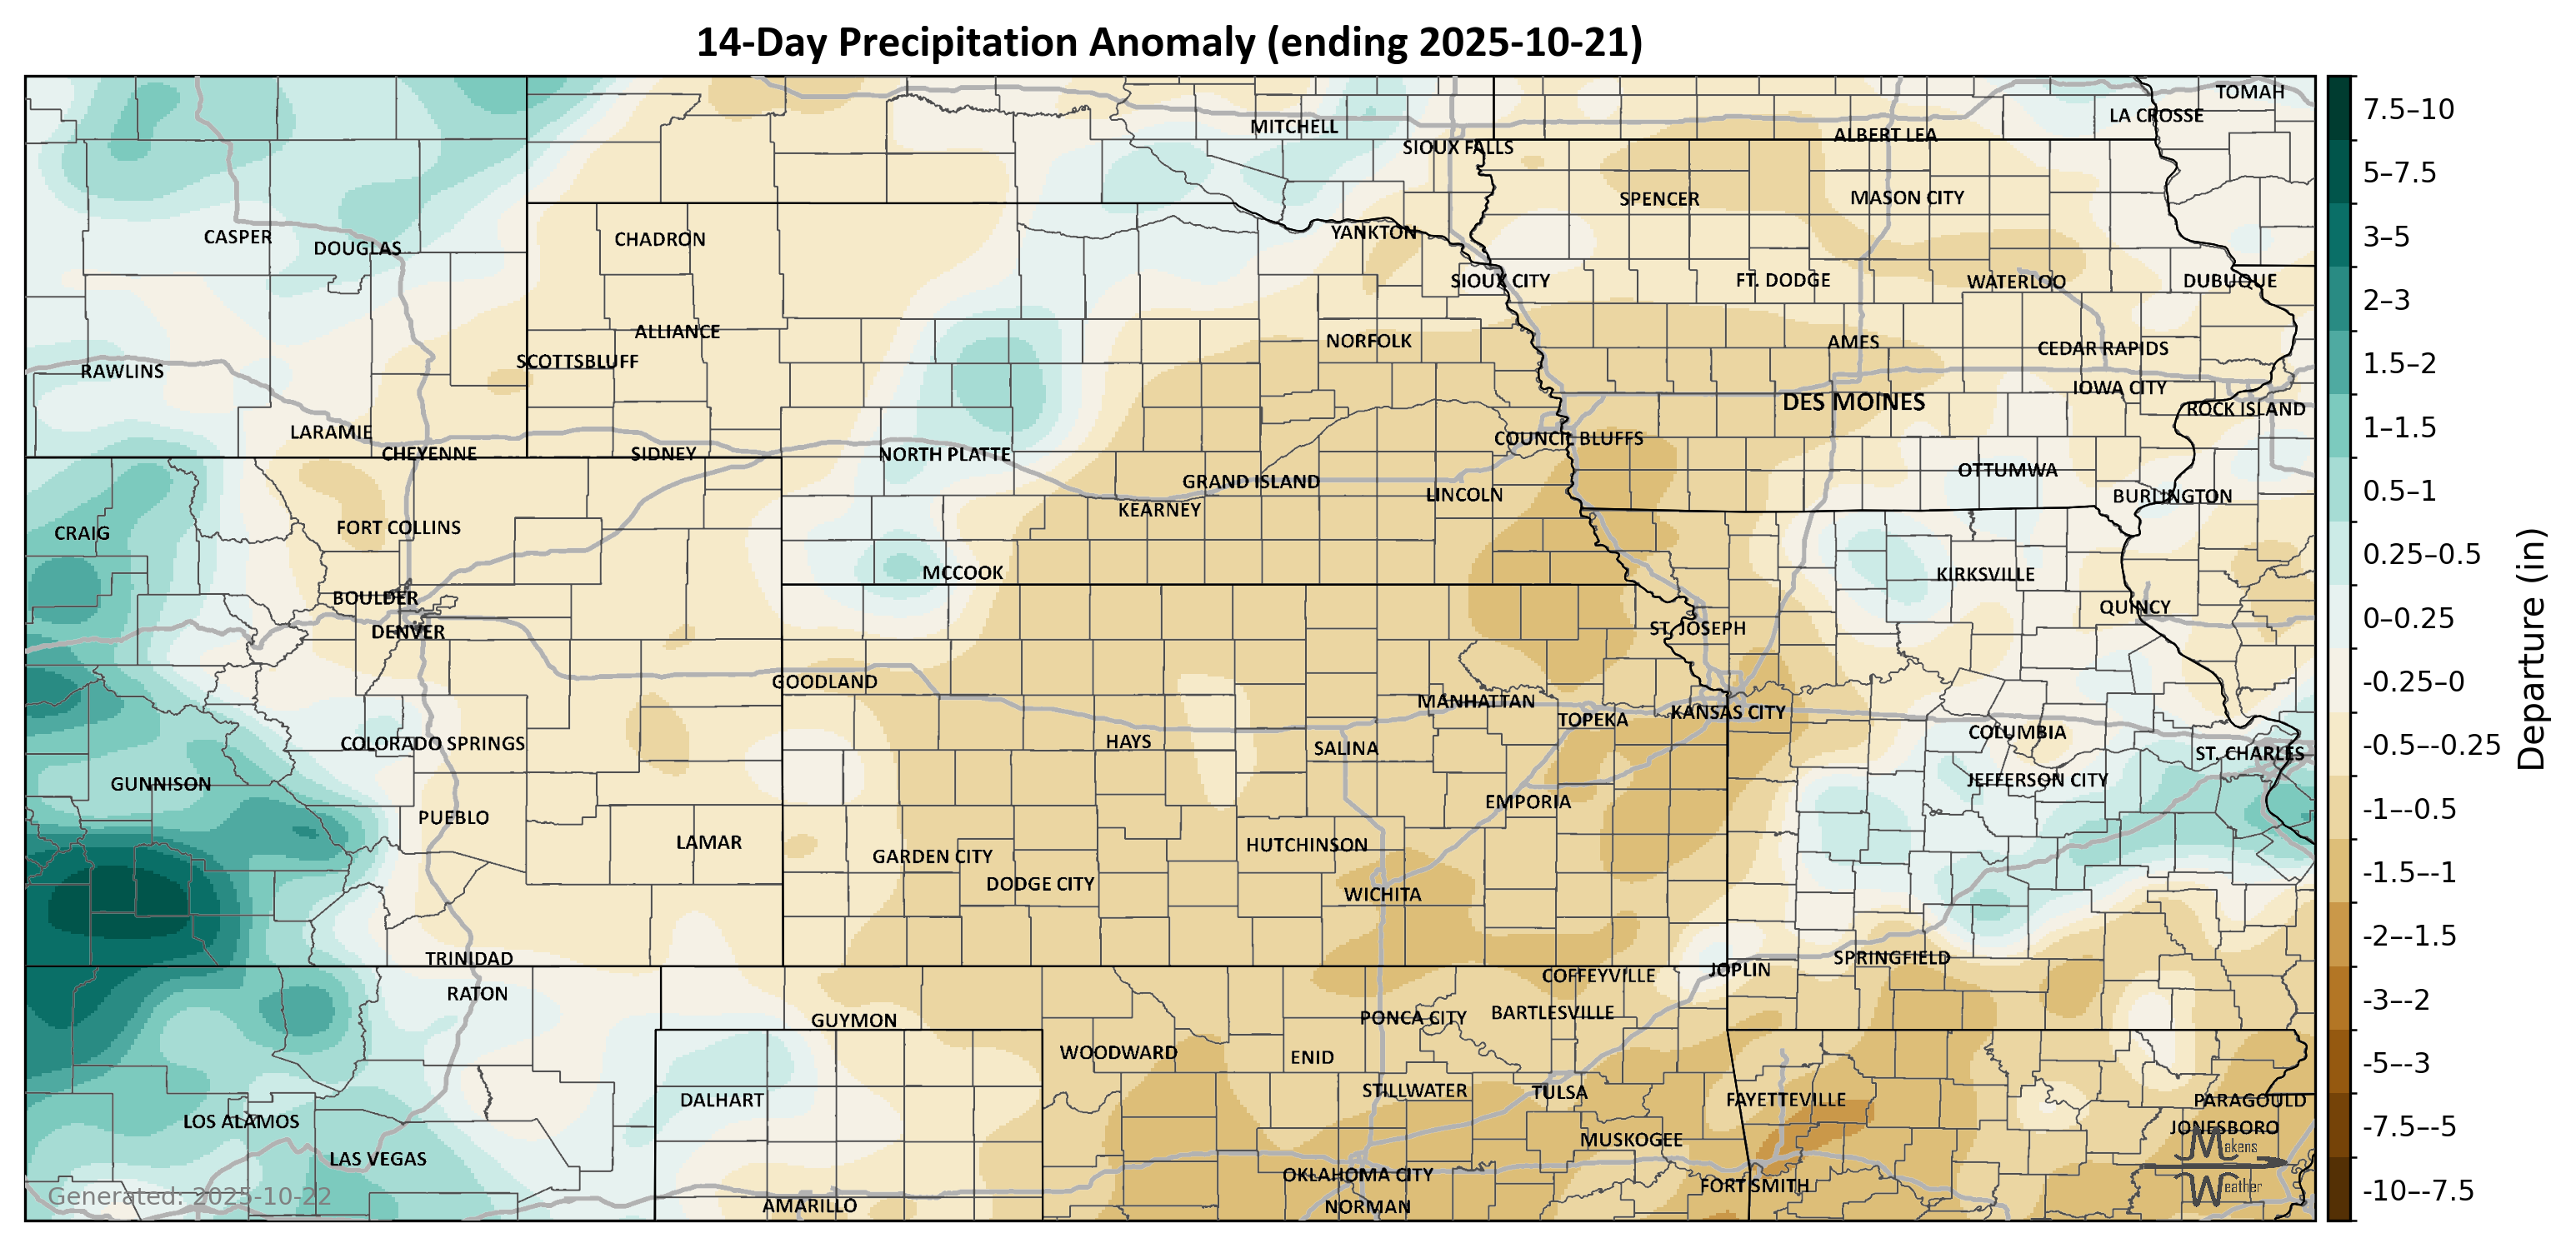 14-Day Precipitation Anomaly (ending 2025-10-21)
TOMAH
LA CROSSE
MITCHELL
ALBERT LEA
SIOUX FALLS
SPENCER
MASON CITY
CASPER
DOUGLAS
CHADRON
YANKTON
SIOUX CITY
FT. DODGE
WATERLOO
DUBUQUE
ALLIANCE
NORFOLK
AMES
CEDAR RAPIDS
SCOTTSBLUFF
RAWLINS
IOWA CITY
DES MOINES
ROCK ISLAND
LARAMIE
COUNCIL BLUFFS
CHEYENNE
SIDNEY
NORTH PLATTE
OTTUMWA
GRAND ISLAND
LINCOLN
BURLINGTON
KEARNEY
CRAIG
FORT COLLINS
MCCOOK
KIRKSVILLE
BOULDER
QUINCY
DENVER
ST. JOSEPH
GOODLAND
MANHATTAN
TOPEKA
KANSAS CITY
COLUMBIA
COLORADO SPRINGS
HAYS
SALINA
ST. CHARLES
GUNNISON
JEFFERSON CITY
EMPORIA
PUEBLO
LAMAR
HUTCHINSON
GARDEN CITY
DODGE CITY
WICHITA
TRINIDAD
SPRINGFIELD
COFFEYVILLE
JOPLIN
RATON
BARTLESVILLE
GUYMON
PONCA CITY
WOODWARD
ENID
STILLWATER
TULSA
DALHART
FAYETTEVILLE
PARAGOULD
LOS ALAMOS
JONESBORO
MUSKOGEE
LAS VEGAS
OKLAHOMA CITY
FORT SMITH
AMARILLO
NORMAN
Generated: 2025-10-22
Makens
Weather
7.5–10
5–7.5
3–5
2–3
1.5–2
1–1.5
0.5–1
0.25–0.5
0–0.25
-0.25–0
-0.5–-0.25
-1–-0.5
-1.5–-1
-2–-1.5
-3–-2
-5–-3
-7.5–-5
-10–-7.5
Departure (in)